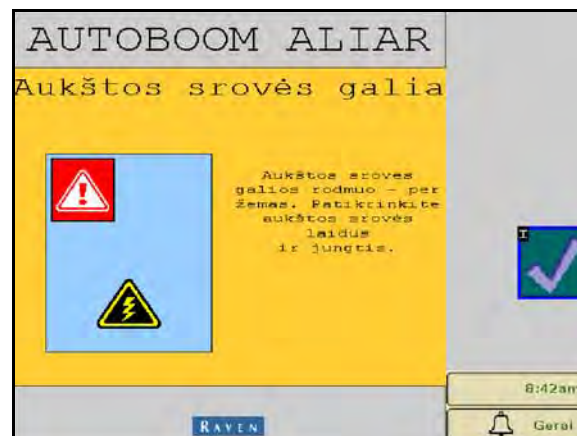 AUTOBOOM ALIAR
Aukštos srovės galia
Aukštos srovės
galios rodmuo – per
žemas. Patikrinkite
aukštos srovės
laidus
ir jungtis.
I
8:42am
RAVEN
Gerai